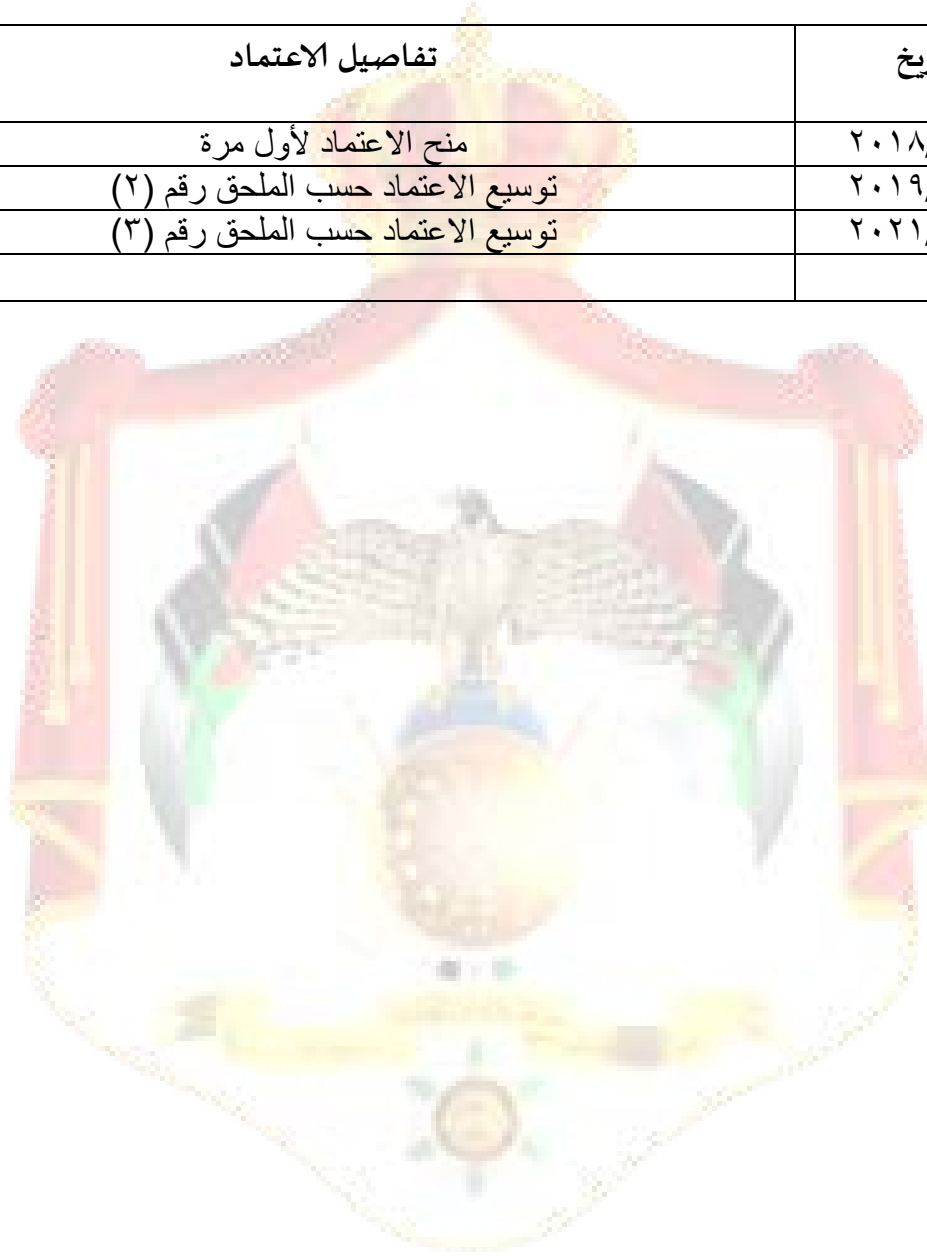 تفاصيل الاعتماد
منح الاعتماد لأول مرة ٢٠١٨
توسيع الاعتماد حسب الملحق رقم (٢) ٢٠١٩
توسيع الاعتماد حسب الملحق رقم (٣) ٢٠٢١